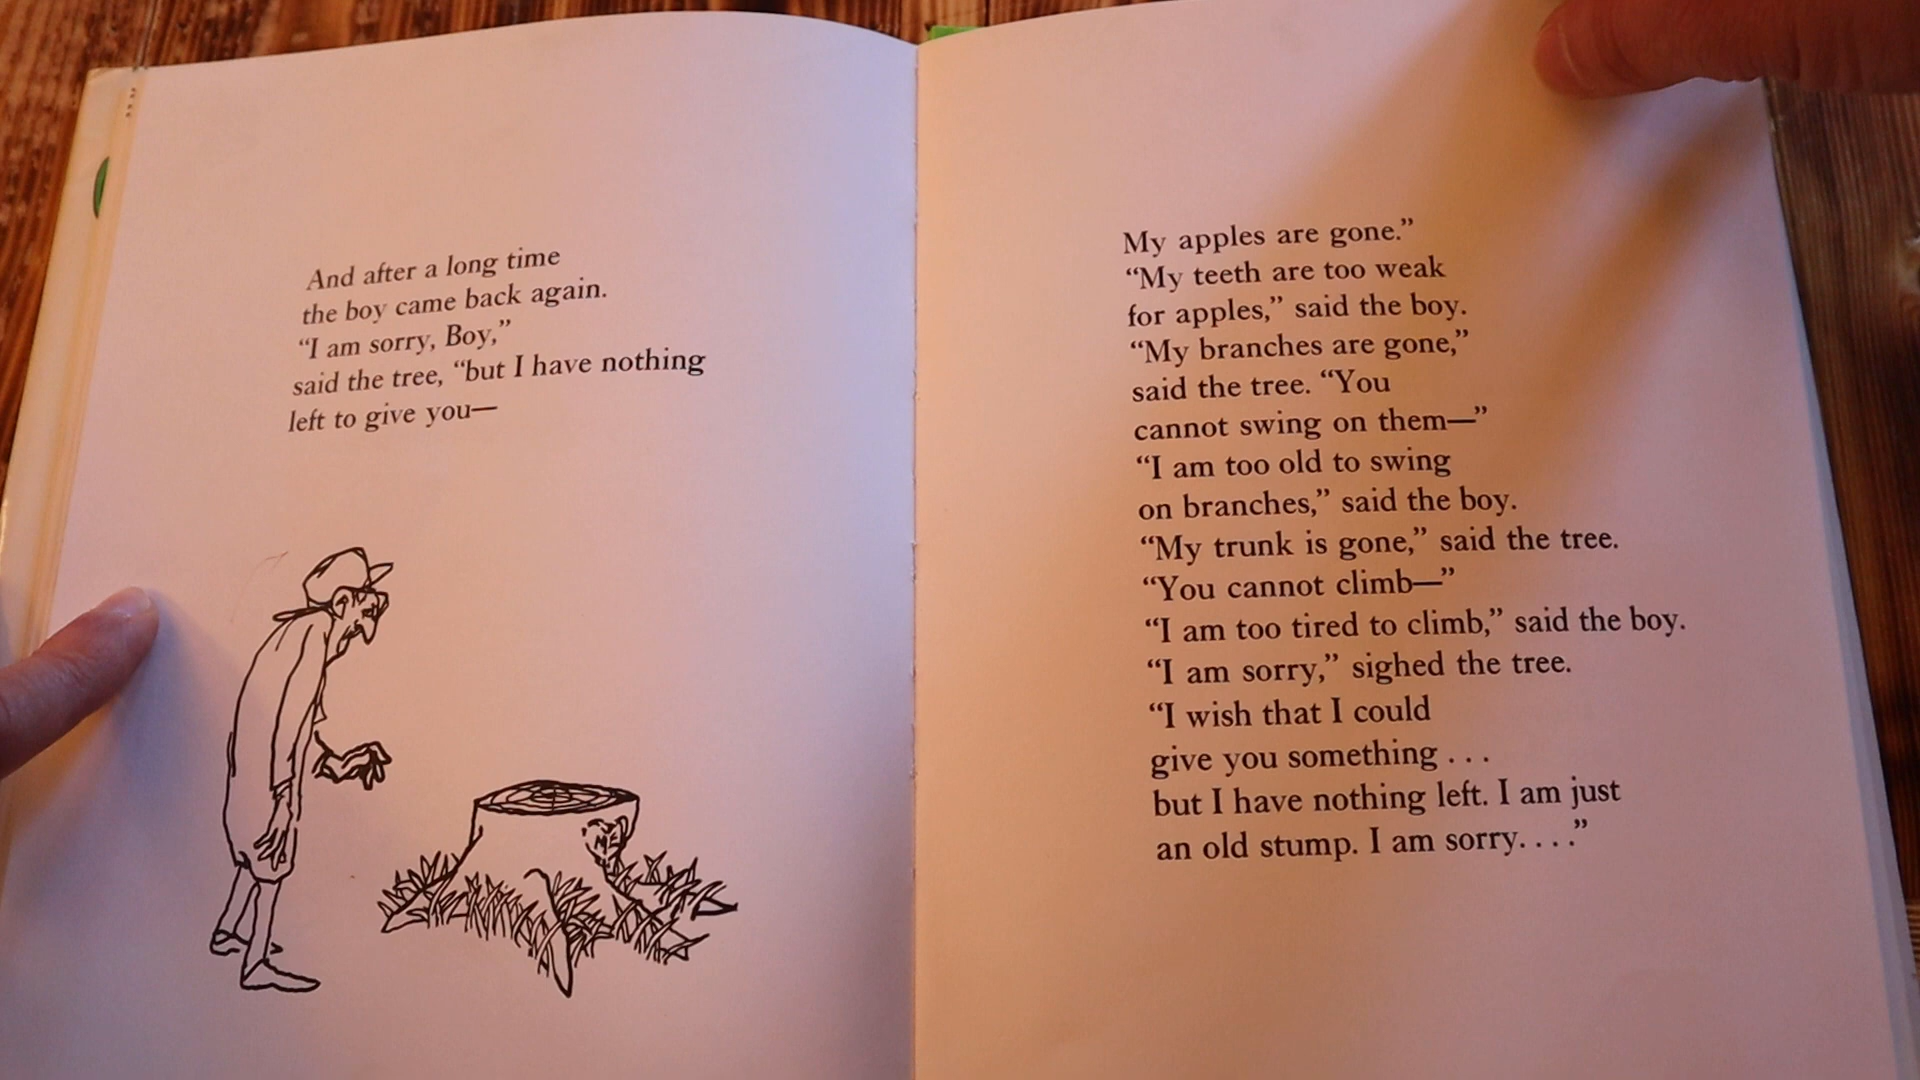 And after a long time
the boy came back again.
“I am sorry, Boy,”
said the tree, “but I have nothing
left to give you—
My apples are gone.”
“My teeth are too weak
for apples,” said the boy.
“My branches are gone,”
said the tree. “You
cannot swing on them—”
“I am too old to swing
on branches,” said the boy.
“My trunk is gone,” said the tree.
“You cannot climb—”
“I am too tired to climb,” said the boy.
“I am sorry,” sighed the tree.
“I wish that I could
give you something . . .
but I have nothing left. I am just
an old stump. I am sorry. . . .”